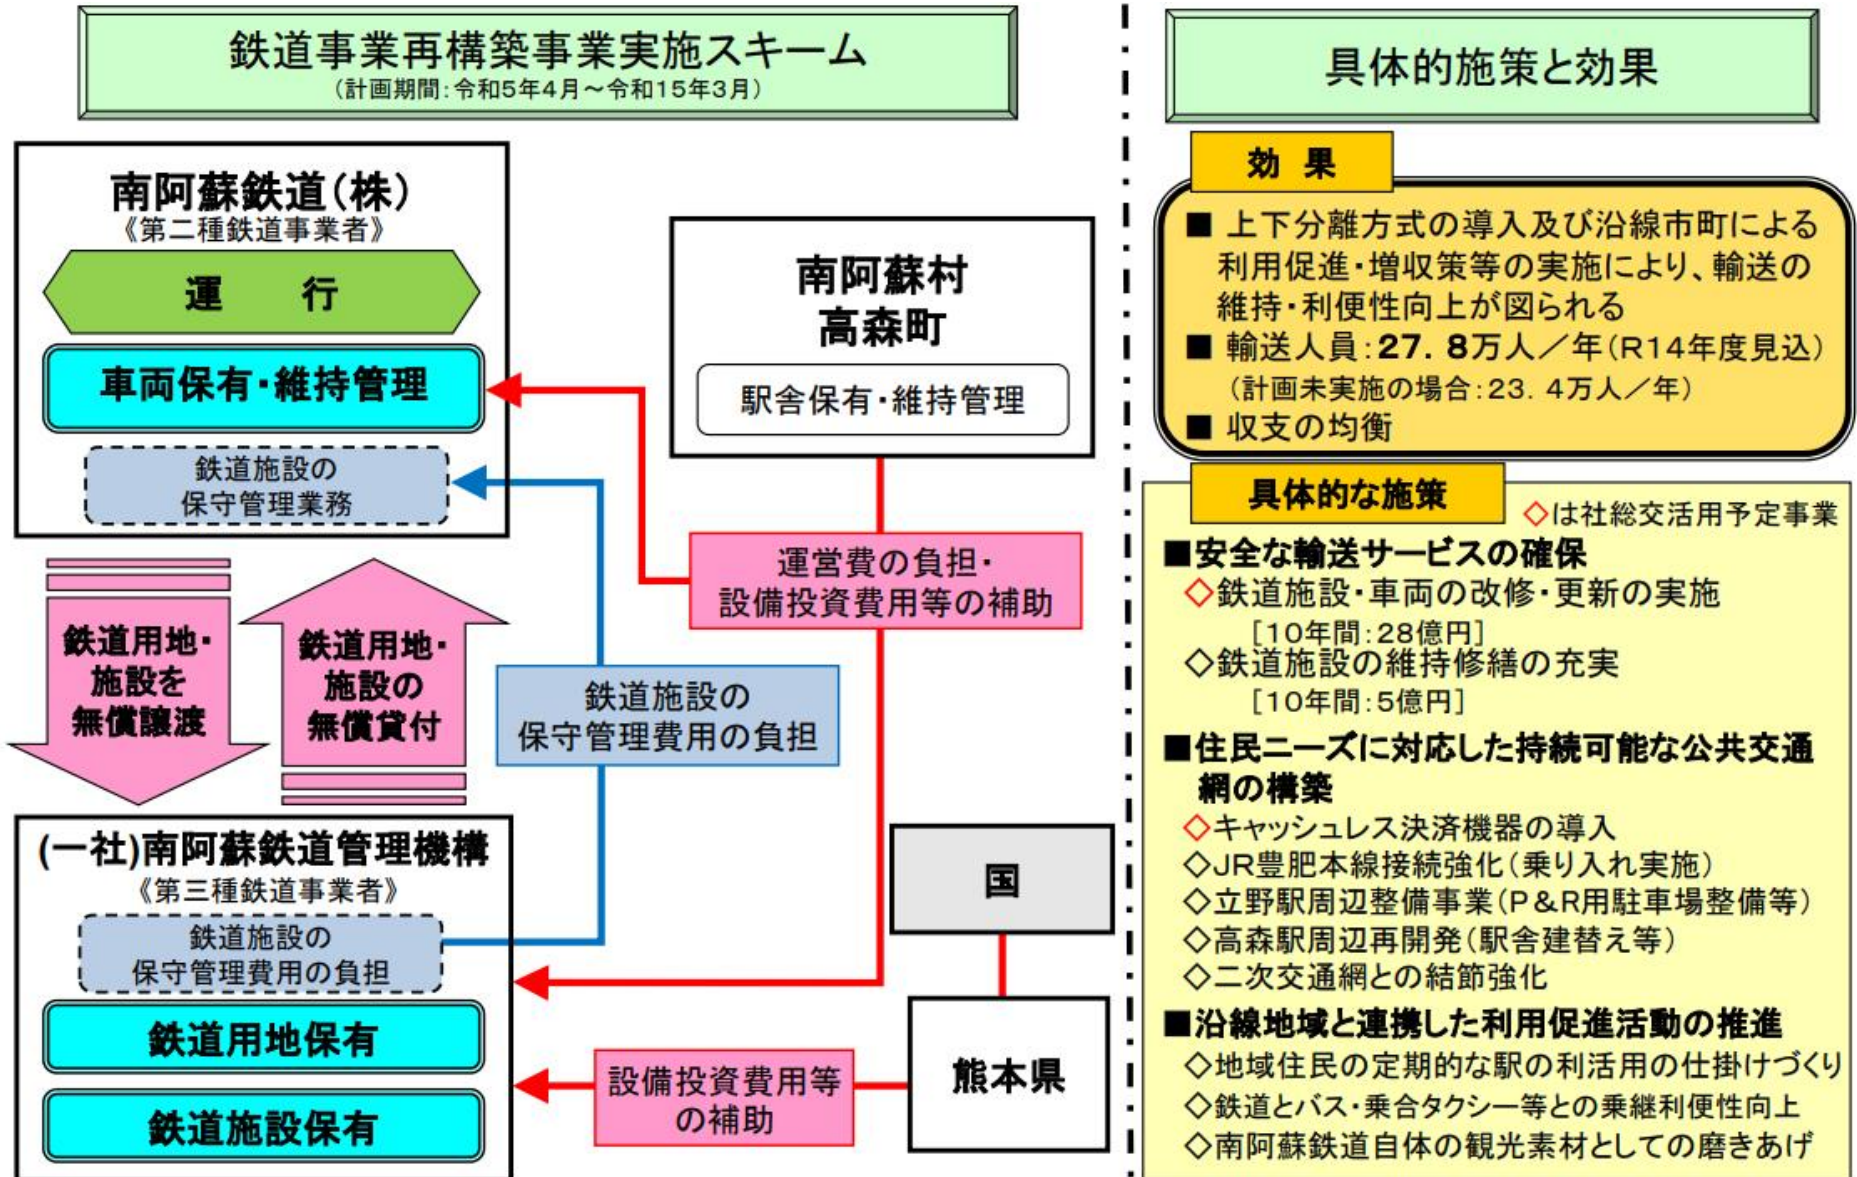 鉄道事業再構築事業実施スキーム
(計画期間:令和5年4月～令和15年3月)
南阿蘇鉄道(株)
《第二種鉄道事業者》
運　行
車両保有・維持管理
鉄道施設の
保守管理業務
南阿蘇村
高森町
駅舎保有・維持管理
運営費の負担・
設備投資費用等の補助
鉄道用地・
施設を
無償譲渡
鉄道用地・
施設の
無償貸付
鉄道施設の
保守管理費用の負担
(一社)南阿蘇鉄道管理機構
《第三種鉄道事業者》
鉄道施設の
保守管理費用の負担
鉄道用地保有
鉄道施設保有
国
熊本県
設備投資費用等
の補助
具体的施策と効果
効 果
■ 上下分離方式の導入及び沿線市町による
利用促進・増収策等の実施により、輸送の
維持・利便性向上が図られる
■ 輸送人員:27.8万人／年(R14年度見込)
(計画未実施の場合:23.4万人／年)
■ 収支の均衡
具体的な施策
◇は社総交活用予定事業
■安全な輸送サービスの確保
◇鉄道施設・車両の改修・更新の実施
[10年間:28億円]
◇鉄道施設の維持修繕の充実
[10年間:5億円]
■住民ニーズに対応した持続可能な公共交通
網の構築
◇キャッシュレス決済機器の導入
◇JR豊肥本線接続強化(乗り入れ実施)
◇立野駅周辺整備事業(P&R用駐車場整備等)
◇高森駅周辺再開発(駅舎建替え等)
◇二次交通網との結節強化
■沿線地域と連携した利用促進活動の推進
◇地域住民の定期的な駅の利活用の仕掛けづくり
◇鉄道とバス・乗合タクシー等との乗継利便性向上
◇南阿蘇鉄道自体の観光素材としての磨きあげ